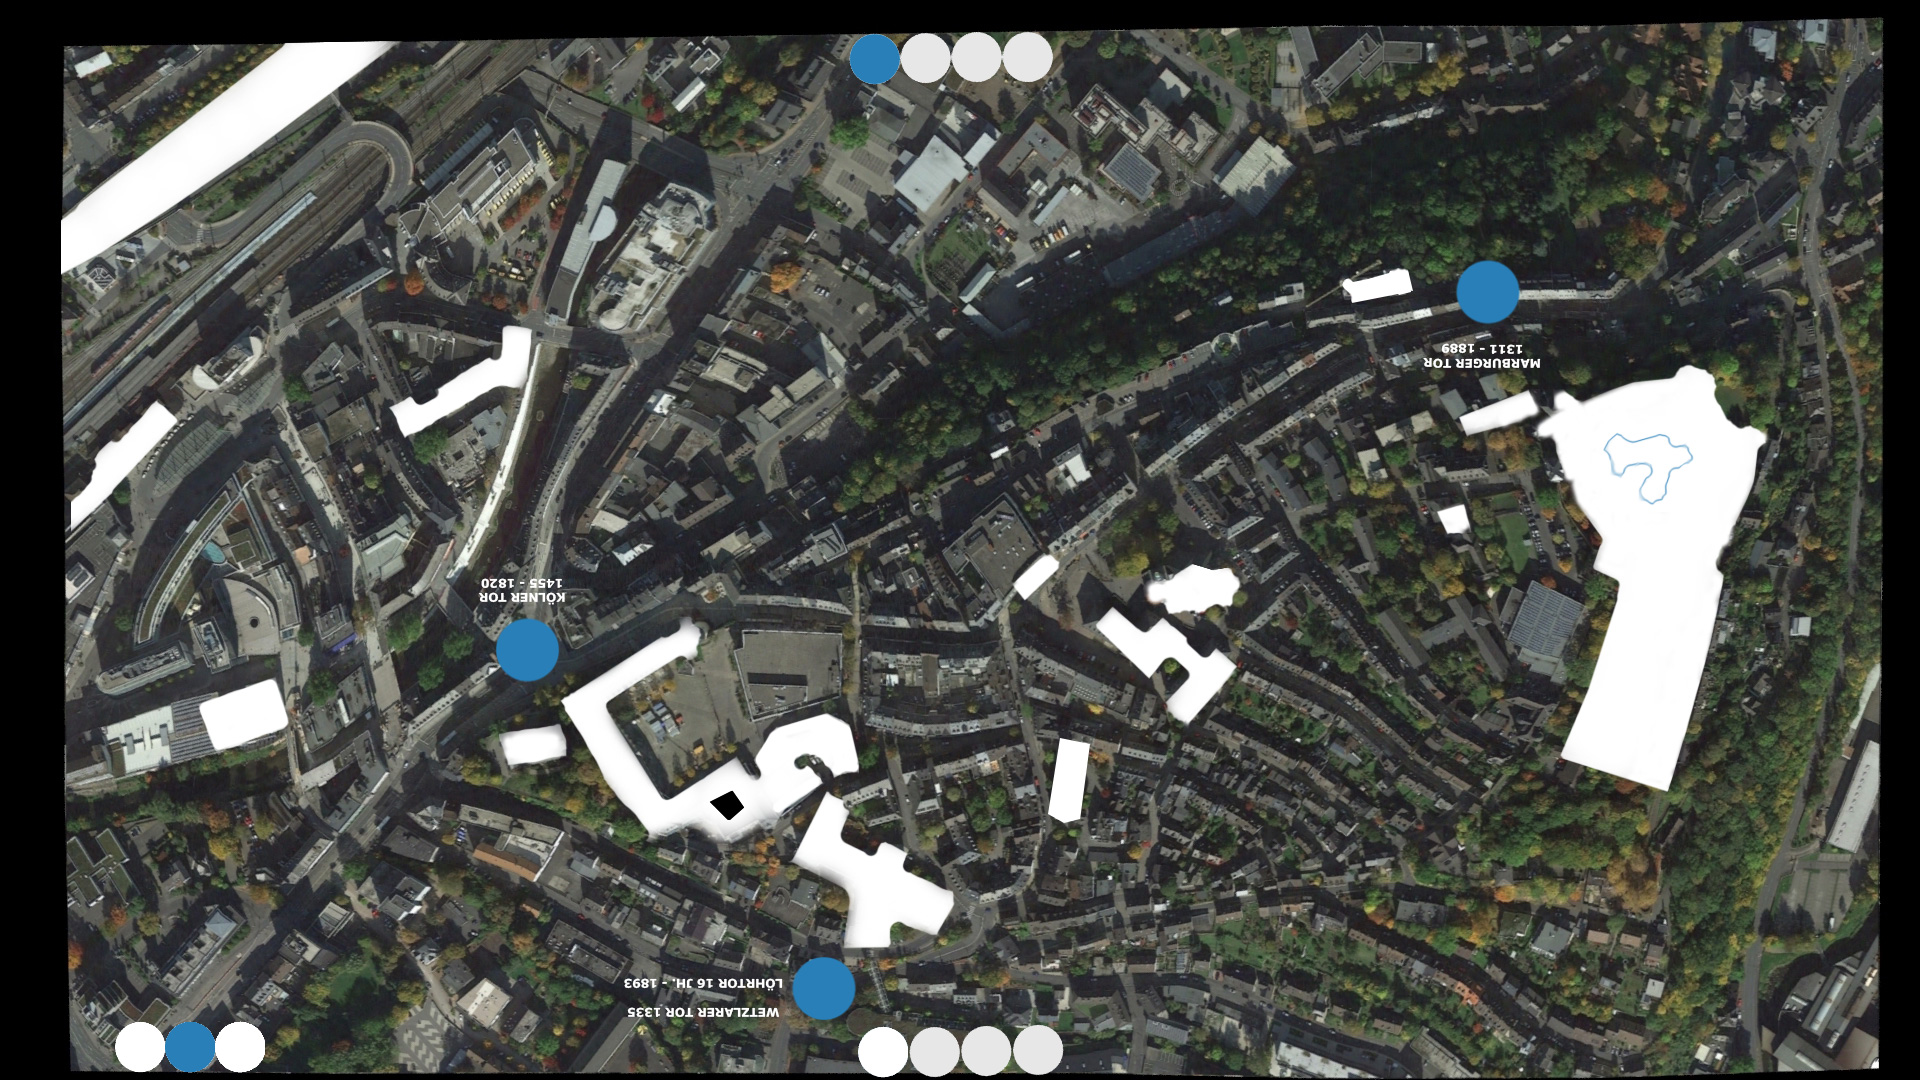 MARBURGER TOR
1311 - 1889
KÖLNER TOR
1455 - 1820
WETZLARER TOR 1335
LÖHRTOR 16 JH. - 1893